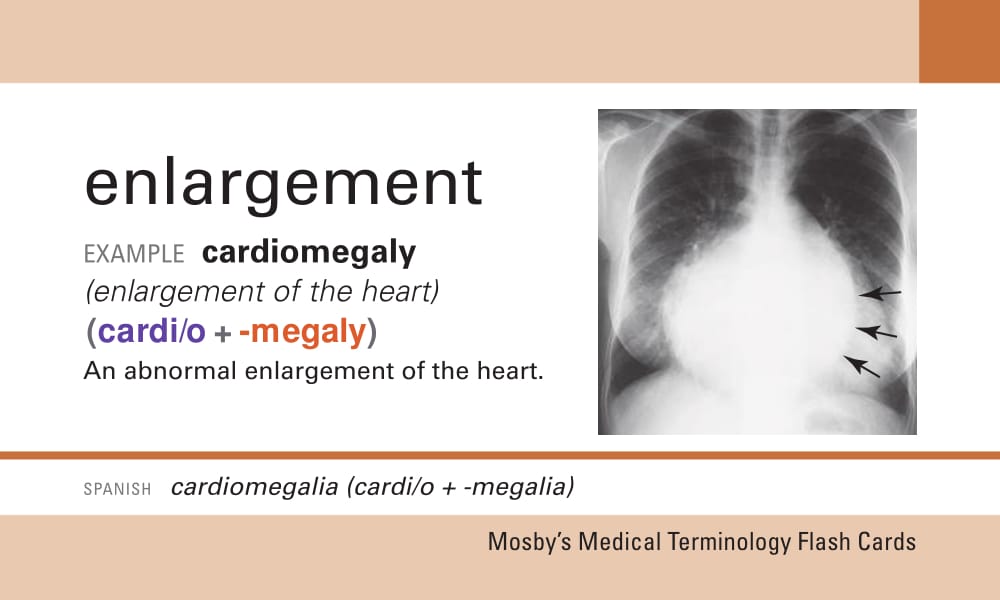 enlargement
EXAMPLE cardiomegaly
(enlargement of the heart)
(cardi/o + -megaly)
An abnormal enlargement of the heart.
SPANISH cardiomegalia (cardi/o + -megalia)
Mosby's Medical Terminology Flash Cards